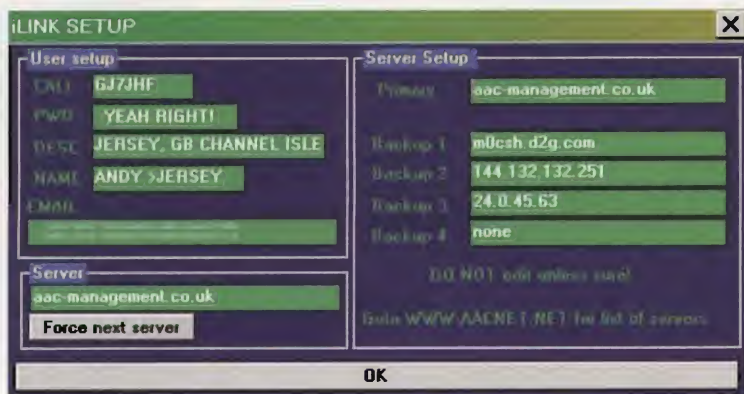 iLINK SETUP
User setup
CALL GJ7JHF
PWD YEAH RIGHT!
DESC JERSEY, GB CHANNEL ISLE
NAME ANDY >JERSEY
EMAIL
Server
aac-management.co.uk
Force next server
Server Setup
Primary aac-management.co.uk
Backup 1 m0csh.d2g.com
Backup 2 144.132.132.251
Backup 3 24.0.45.63
Backup 4 none
DO NOT edit unless sure!
Goto WWW.AACNET.NET for list of servers
OK